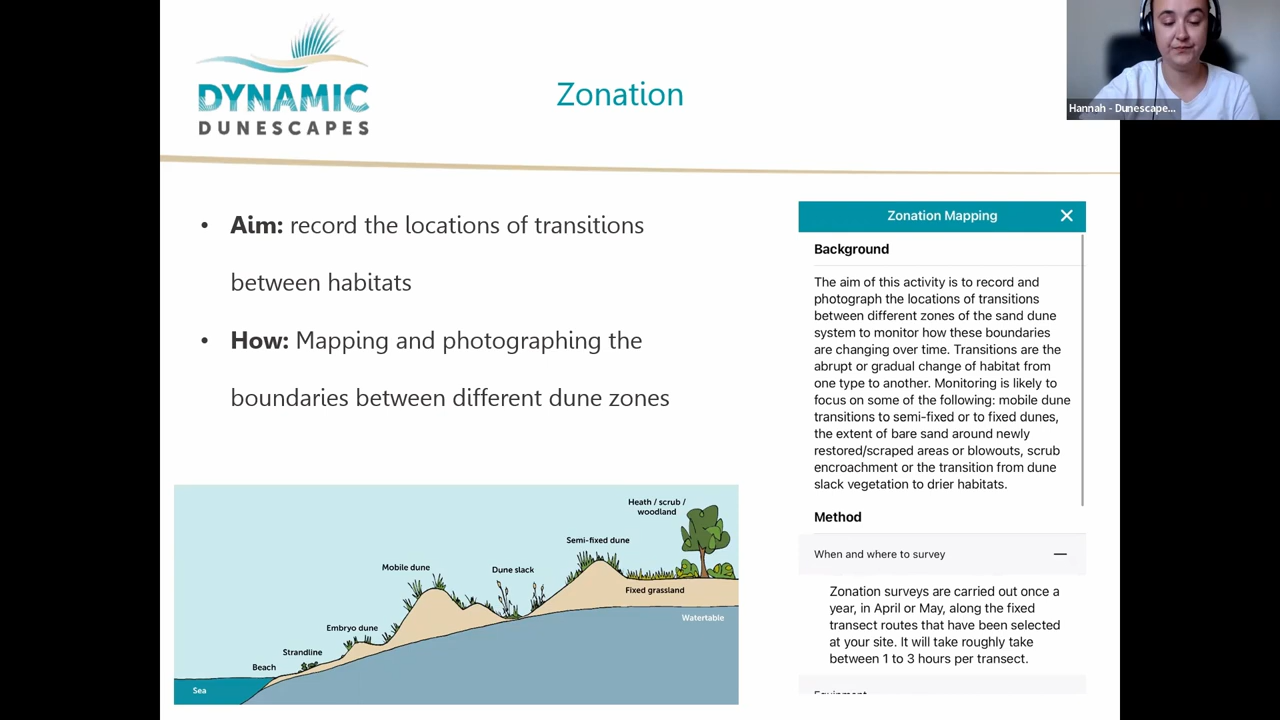 DYNAMIC
DUNESCAPES
Zonation
Hannah - Dunescape...
• Aim: record the locations of transitions
between habitats
• How: Mapping and photographing the
boundaries between different dune zones
Zonation Mapping
Background
The aim of this activity is to record and
photograph the locations of transitions
between different zones of the sand dune
system to monitor how these boundaries
are changing over time. Transitions are the
abrupt or gradual change of habitat from
one type to another. Monitoring is likely to
focus on some of the following: mobile dune
transitions to semi-fixed or to fixed dunes,
the extent of bare sand around newly
restored/scraped areas or blowouts, scrub
encroachment or the transition from dune
slack vegetation to drier habitats.
Method
When and where to survey
Zonation surveys are carried out once a
year, in April or May, along the fixed
transect routes that have been selected
at your site. It will take roughly take
between 1 to 3 hours per transect.
Equipment
Heath / scrub /
woodland
Semi-fixed dune
Mobile dune
Dune slack
Fixed grassland
Watertable
Embryo dune
Strandline
Beach
Sea